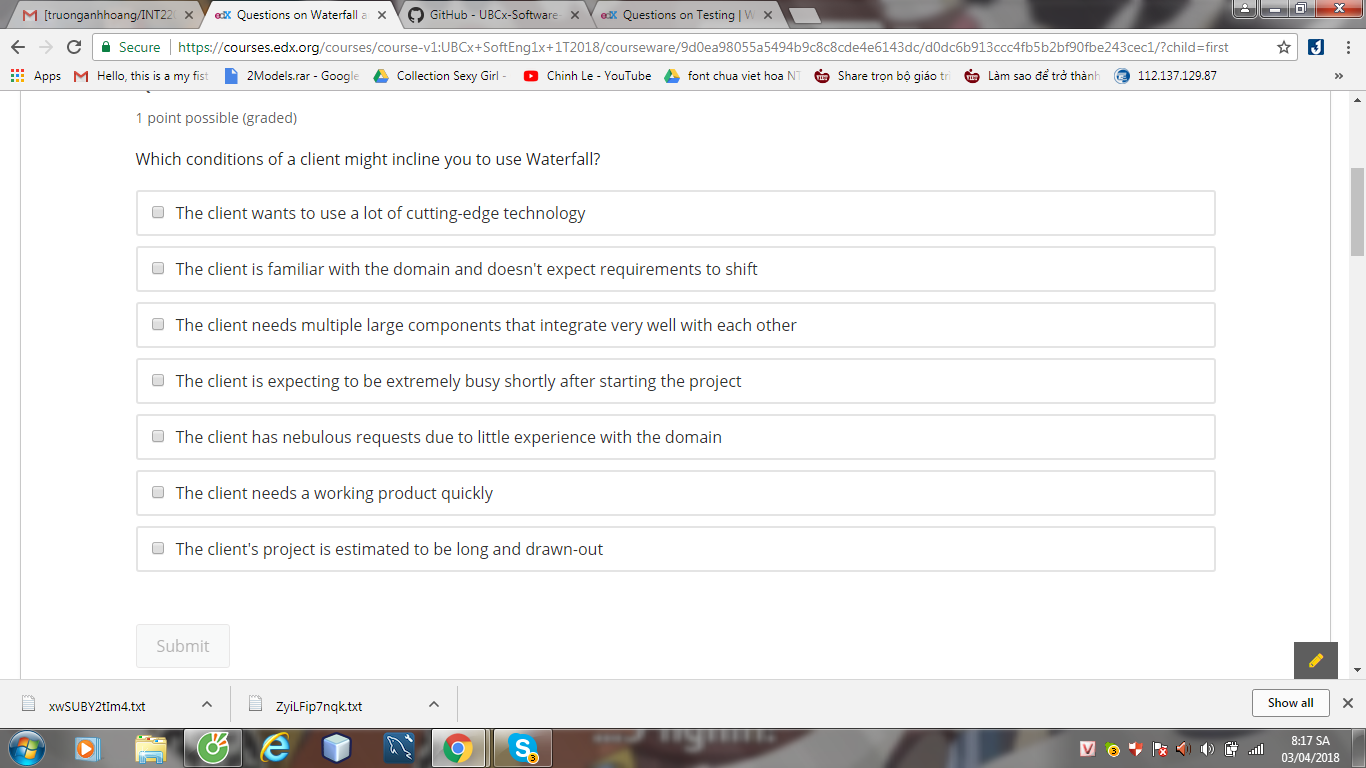 [truonganhhoang/INT22
Questions on Waterfall a
GitHub - UBCx-Software
Questions on Testing | W
Secure
https://courses.edx.org/courses/course-v1:UBCx+SoftEng1x+1T2018/courseware/9d0ea98055a5494b9c8c8cde4e6143dc/d0dc6b913ccc4fb5b2bf90fbe243cec1/?child=first
Apps
Hello, this is a my fist
2Models.rar - Google
Collection Sexy Girl -
Chinh Le - YouTube
font chua viet hoa NT
Share trọn bộ giáo tr
Làm sao để trở thành
112.137.129.87
»
1 point possible (graded)
Which conditions of a client might incline you to use Waterfall?
The client wants to use a lot of cutting-edge technology
The client is familiar with the domain and doesn't expect requirements to shift
The client needs multiple large components that integrate very well with each other
The client is expecting to be extremely busy shortly after starting the project
The client has nebulous requests due to little experience with the domain
The client needs a working product quickly
The client's project is estimated to be long and drawn-out
Submit
xwSUBY2tIm4.txt
ZyiLFip7nqk.txt
Show all
8:17 SA
03/04/2018